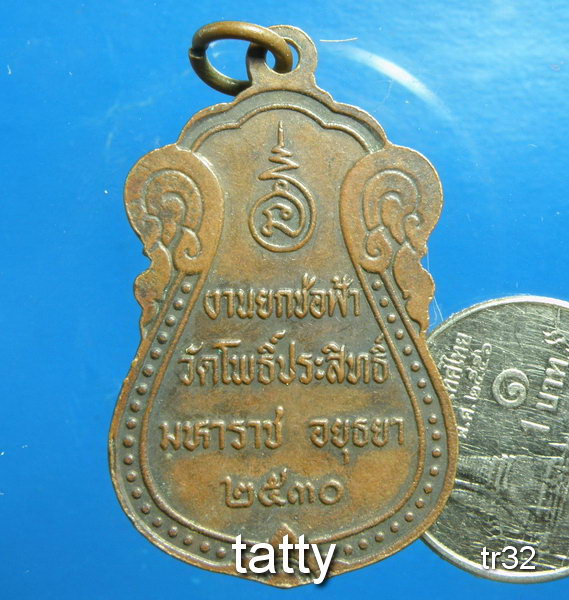 งานยกช่อฟ้า
วัดโพธิ์ประสิทธิ์
มหาราช อยุธยา
๒๕๓๐
๑
1 บาท
tatty
tr32